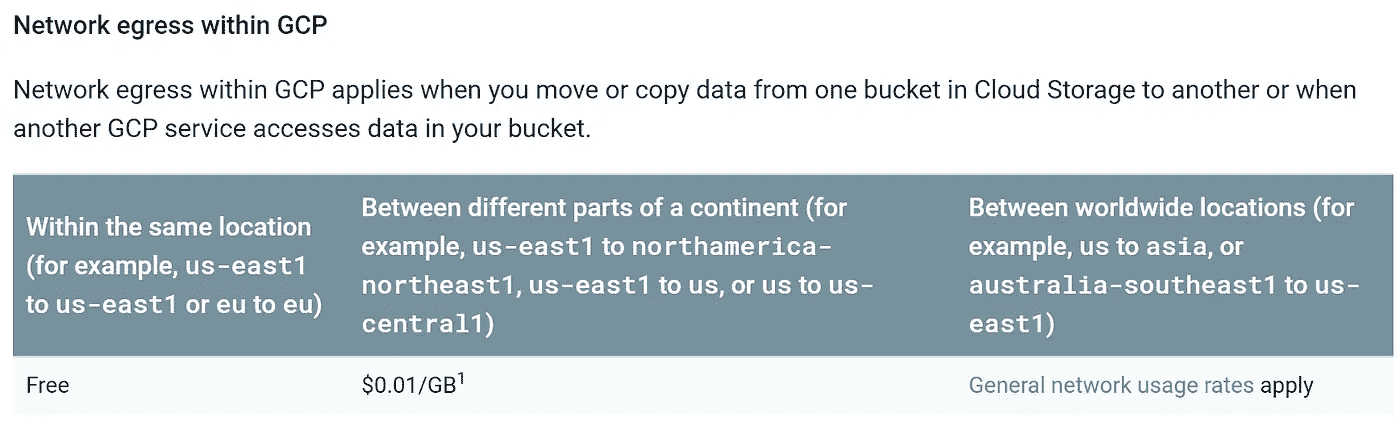 Network egress within GCP
Network egress within GCP applies when you move or copy data from one bucket in Cloud Storage to another or when
another GCP service accesses data in your bucket.
Within the same location
(for example, us-east1
to us-east1 or eu to eu)
Between different parts of a continent (for
example, us-east1 to northamerica-
northeast1, us-east1 to us, or us to us-
central1)
Between worldwide locations (for
example, us to asia, or
australia-southeast1 to us-
east1)
Free
$0.01/GB¹
General network usage rates apply